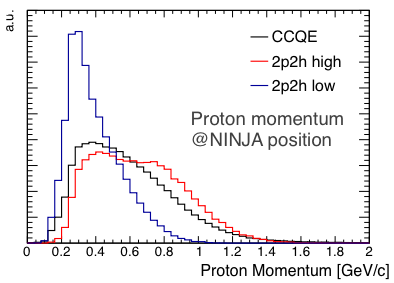 a.u.
CCQE
2p2h high
2p2h low
Proton momentum
@NINJA position
0 0.2 0.4 0.6 0.8 1 1.2 1.4 1.6 1.8 2
Proton Momentum [GeV/c]